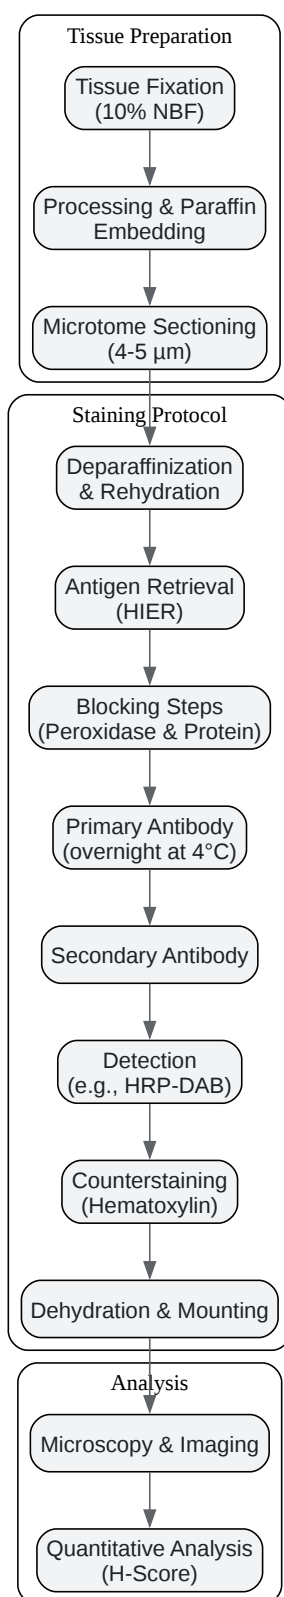 Tissue Preparation
Tissue Fixation
(10% NBF)
Processing & Paraffin
Embedding
Microtome Sectioning
(4-5 µm)
Staining Protocol
Deparaffinization
& Rehydration
Antigen Retrieval
(HIER)
Blocking Steps
(Peroxidase & Protein)
Primary Antibody
(overnight at 4°C)
Secondary Antibody
Detection
(e.g., HRP-DAB)
Counterstaining
(Hematoxylin)
Dehydration & Mounting
Analysis
Microscopy & Imaging
Quantitative Analysis
(H-Score)